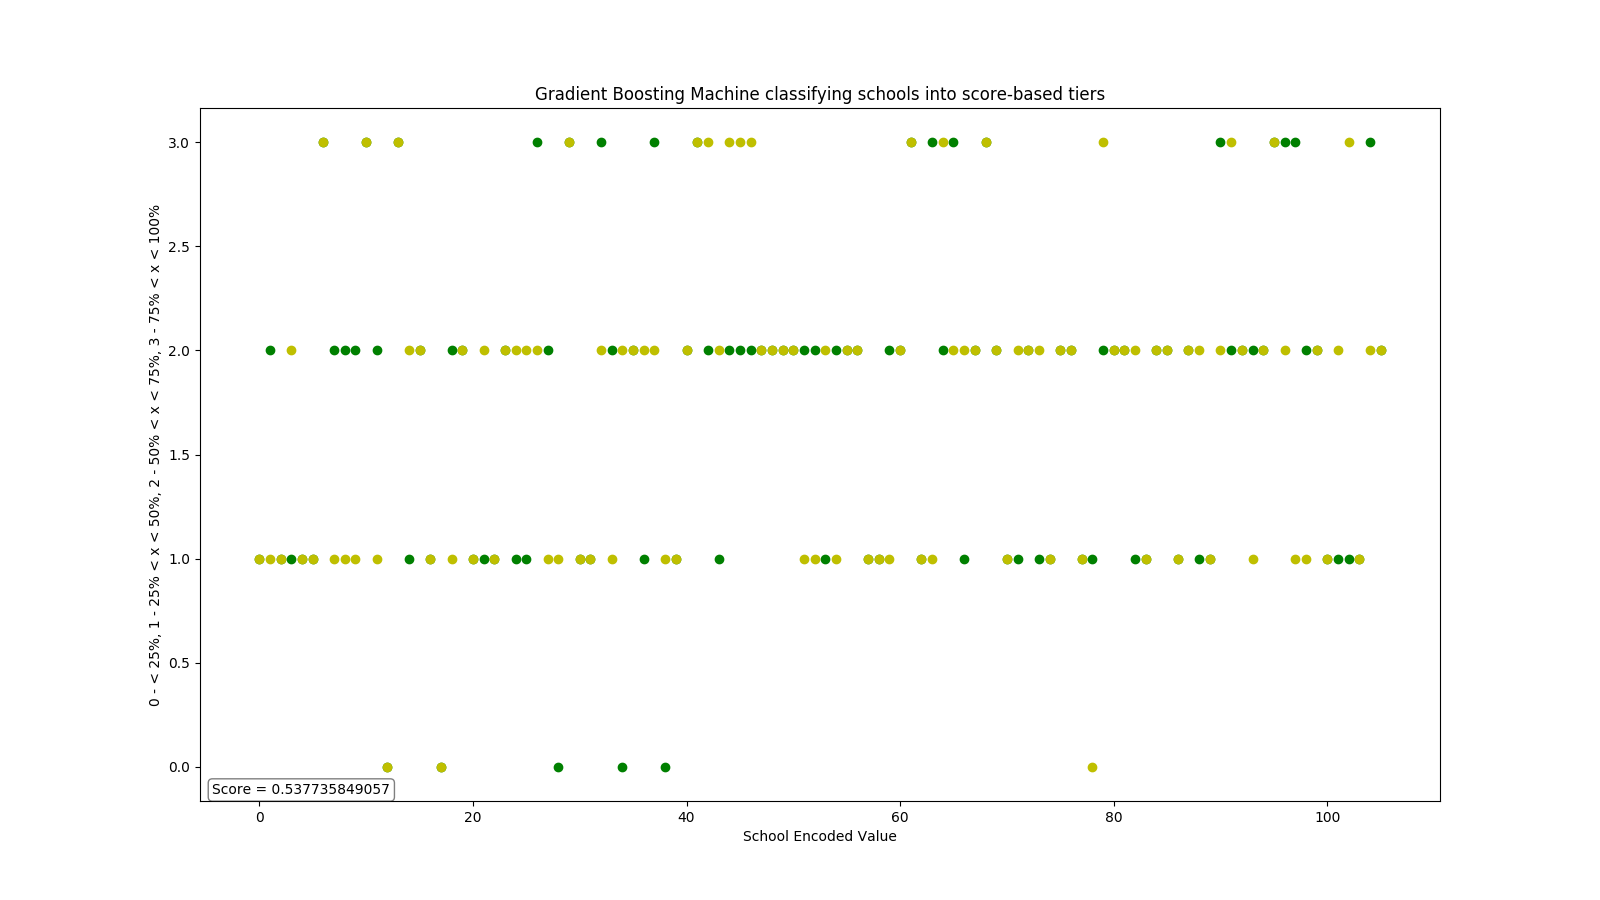 Gradient Boosting Machine classifying schools into score-based tiers
0 - < 25%, 1 - 25% < x < 50%, 2 - 50% < x < 75%, 3 - 75% < x < 100%
3.0
2.5
2.0
1.5
1.0
0.5
0.0
Score = 0.537735849057
0 20 40 60 80 100
School Encoded Value